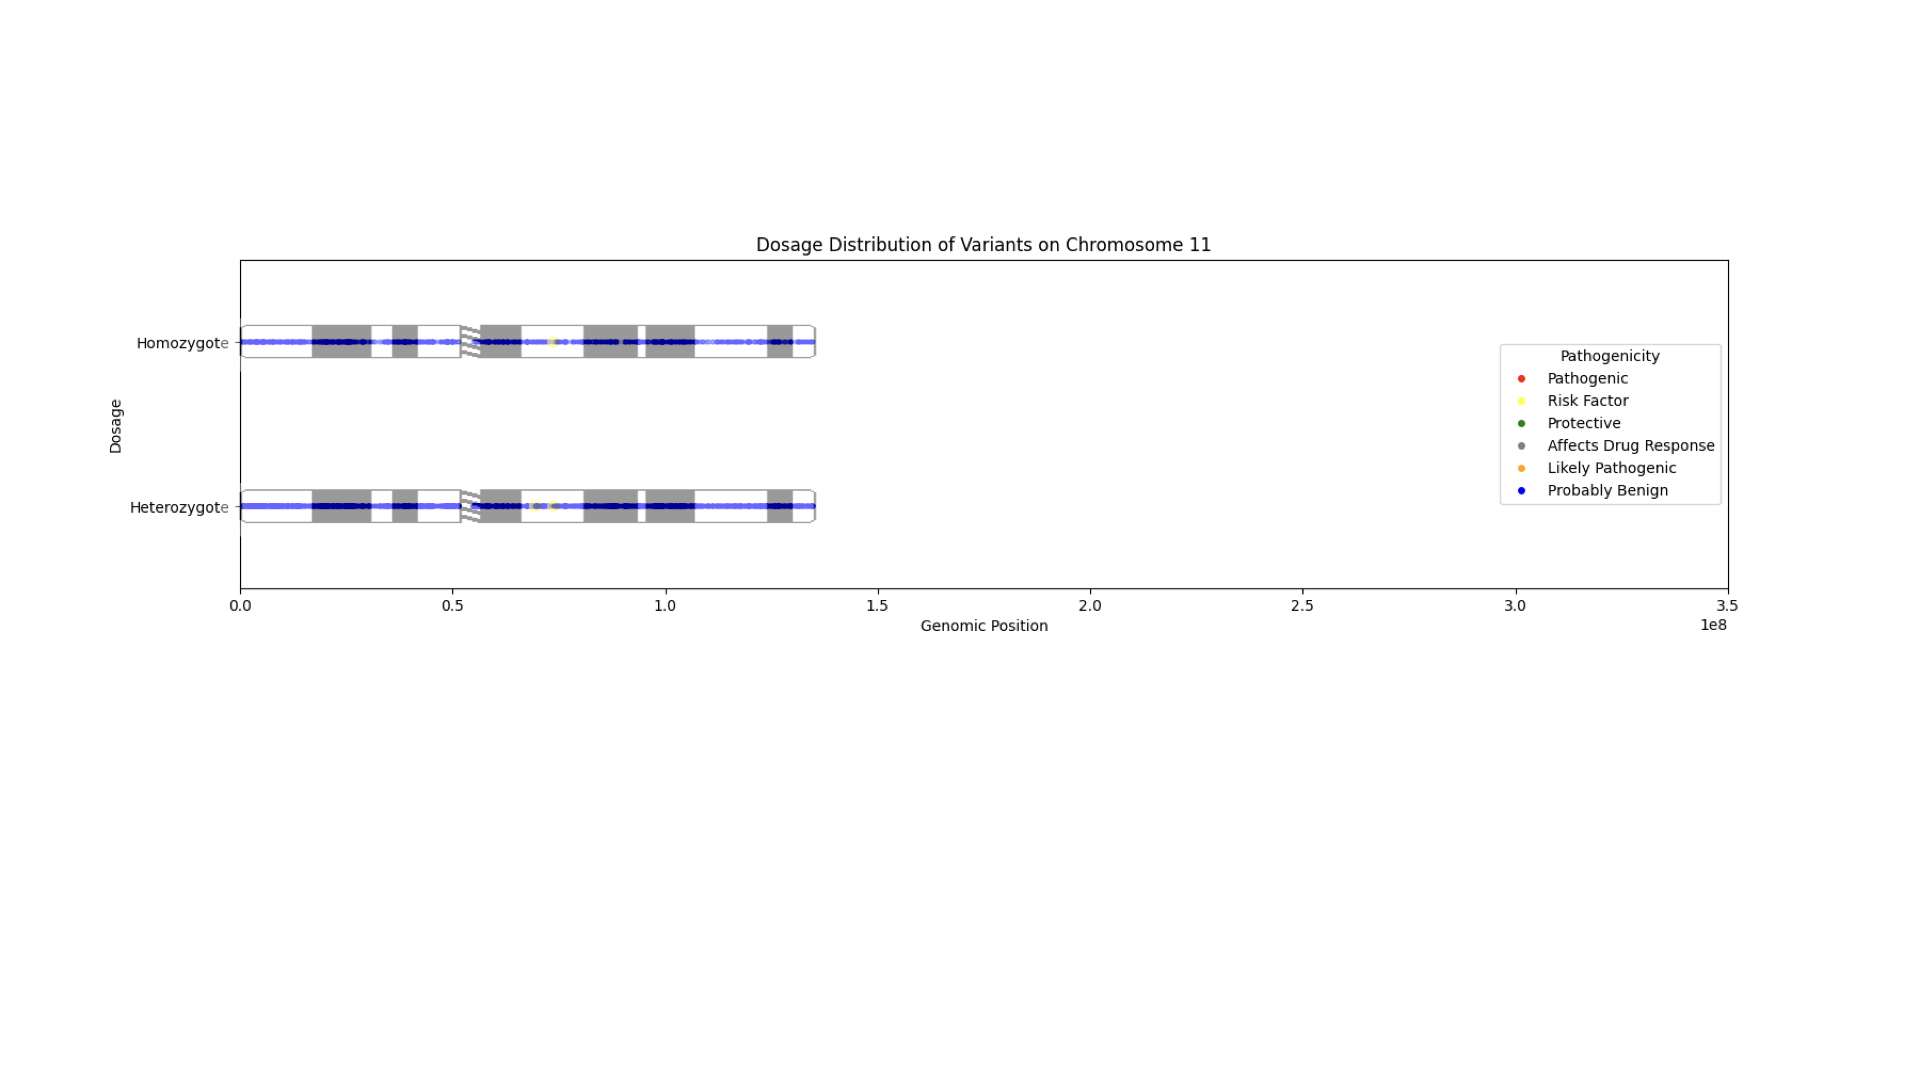 Dosage Distribution of Variants on Chromosome 11
Homozygote
Heterozygote
Dosage
Pathogenicity
Pathogenic
Risk Factor
Protective
Affects Drug Response
Likely Pathogenic
Probably Benign
0.0 0.5 1.0 1.5 2.0 2.5 3.0 3.5
Genomic Position
1e8